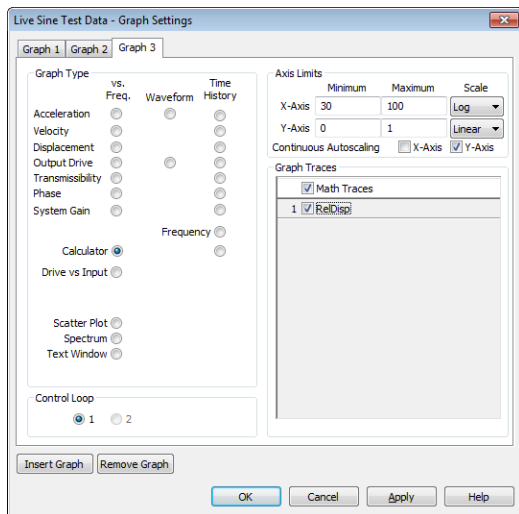 Live Sine Test Data - Graph Settings
Graph 1 Graph 2 Graph 3
Graph Type
vs. Freq. Waveform Time History
Acceleration
Velocity
Displacement
Output Drive
Transmissibility
Phase
System Gain
Frequency
Calculator
Drive vs Input
Scatter Plot
Spectrum
Text Window
Control Loop
1 2
Axis Limits
Minimum Maximum Scale
X-Axis 30 100 Log
Y-Axis 0 1 Linear
Continuous Autoscaling X-Axis Y-Axis
Graph Traces
Math Traces
1 RelDisp
Insert Graph Remove Graph
OK Cancel Apply Help